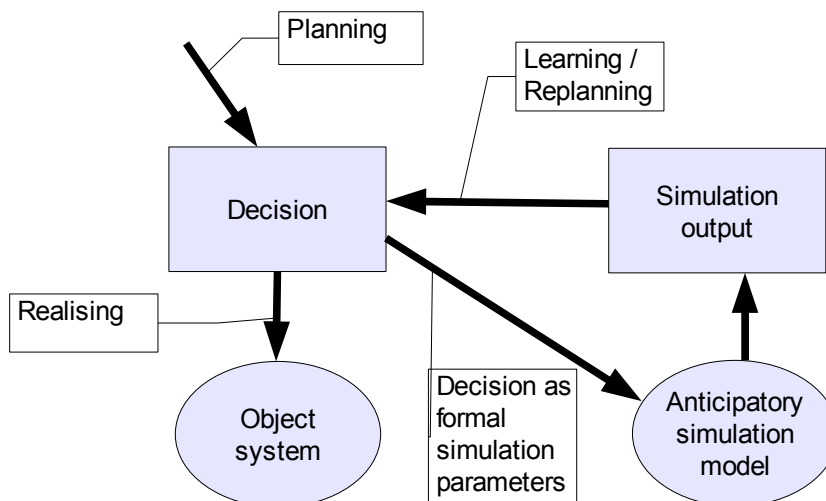 Planning
Learning /
Replanning
Decision
Simulation
output
Realising
Object
system
Decision as
formal
simulation
parameters
Anticipatory
simulation
model